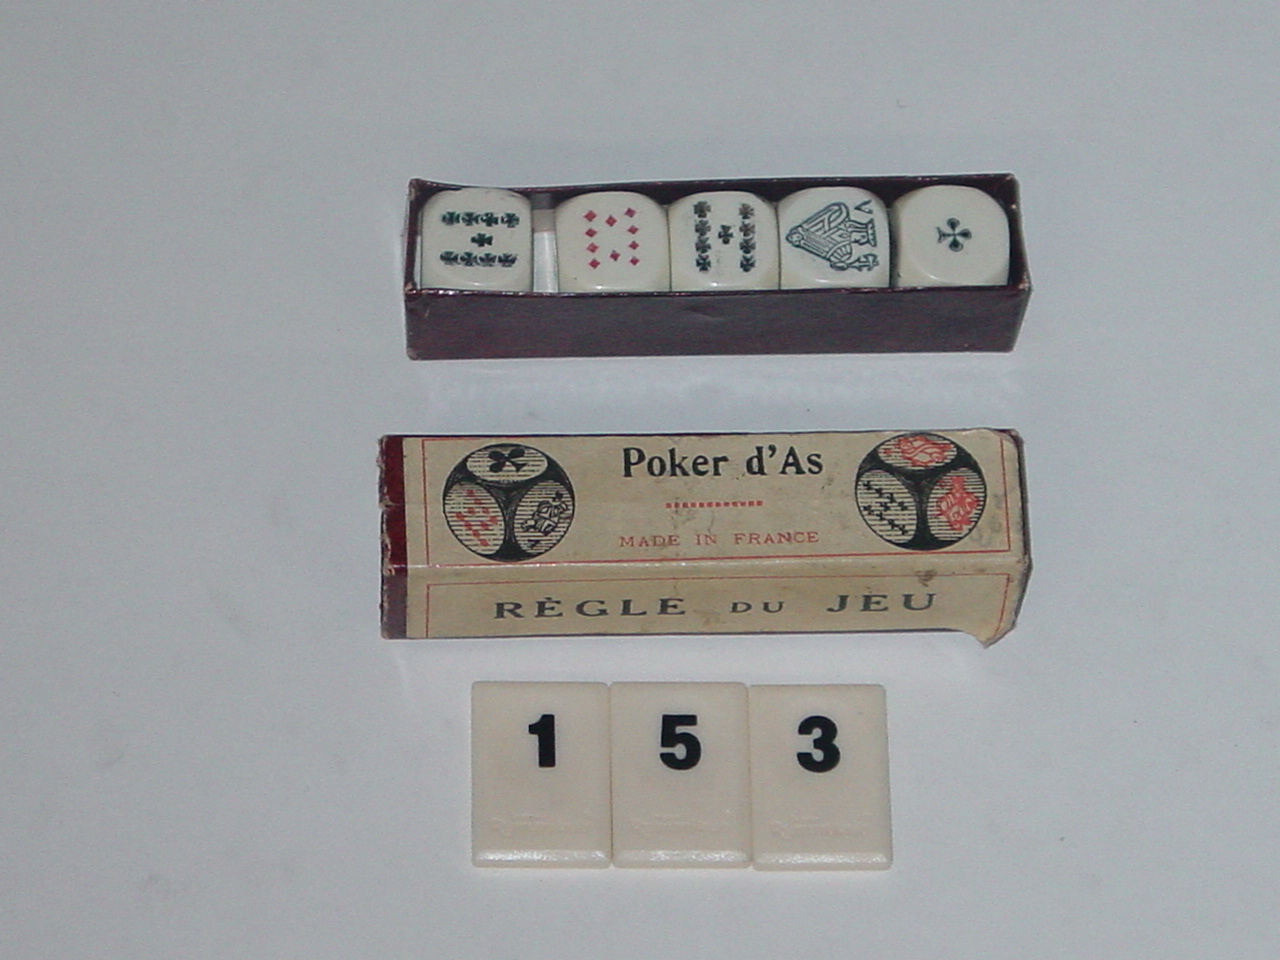 V
Poker d'As
MADE IN FRANCE
RÈGLE DU JEU
1 5 3